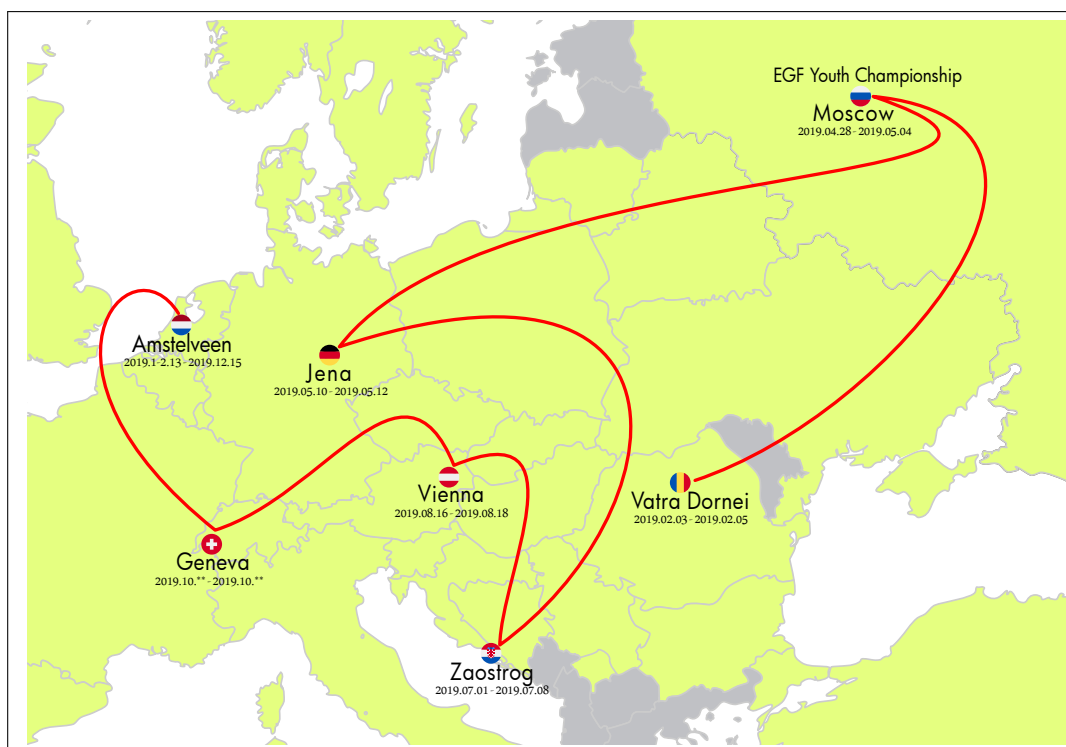 EGF Youth Championship
Moscow
2019.04.28 - 2019.05.04
Amstelveen
2019.1-2.13 - 2019.12.15
Jena
2019.05.10 - 2019.05.12
Vienna
2019.08.16 - 2019.08.18
Vatra Dornei
2019.02.03 - 2019.02.05
Geneva
2019.10.** - 2019.10.**
Zaostrog
2019.07.01 - 2019.07.08